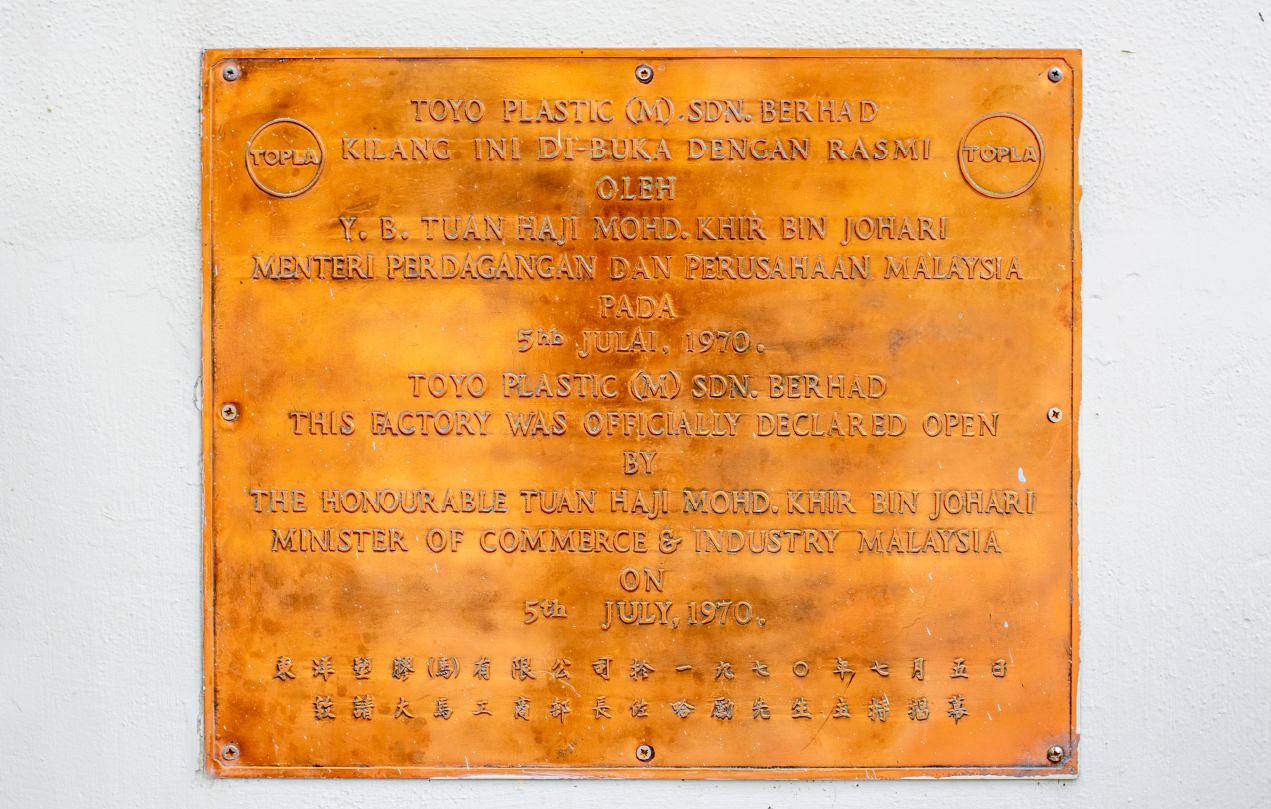 TOYO PLASTIC (M). SDN. BERHAD
TOPLA
KILANG INI DI-BUKA DENGAN RASMI
TOPLA
OLEH
Y. B. TUAN HAJI MOHD. KHIR BIN JOHARI
MENTERI PERDAGANGAN DAN PERUSAHAAN MALAYSIA
PADA
5hb JULAI, 1970.
TOYO PLASTIC (M) SDN. BERHAD
THIS FACTORY WAS OFFICIALLY DECLARED OPEN
BY
THE HONOURABLE TUAN HAJI MOHD. KHIR BIN JOHARI
MINISTER OF COMMERCE & INDUSTRY MALAYSIA
ON
5th JULY, 1970.
東洋塑膠(馬)有限公司於一九七〇年七月五日
敦請大馬工商部長佐哈勵先生主持揭幕